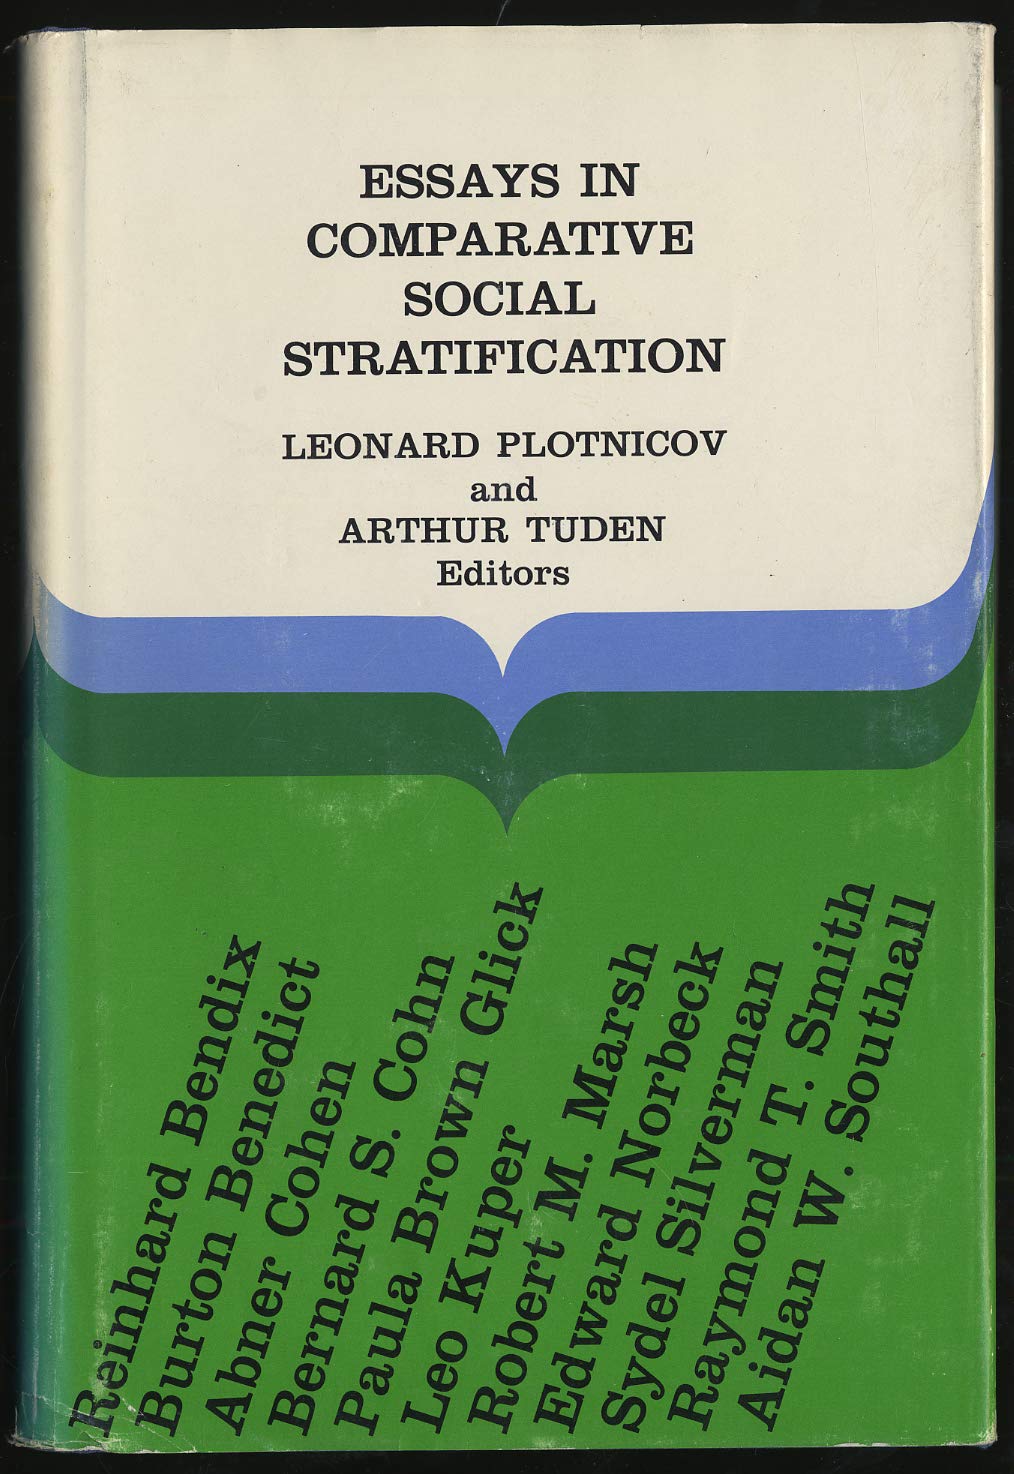 ESSAYS IN
COMPARATIVE
SOCIAL
STRATIFICATION
LEONARD PLOTNICOV
and
ARTHUR TUDEN
Editors
Reinhard Bendix
Burton Benedict
Abner Cohen
Bernard S. Cohn
Paula Brown Glick
Leo Kuper
Robert M. Marsh
Edward Norbeck
Sydel Silverman
Raymond T. Smith
Aidan W. Southall